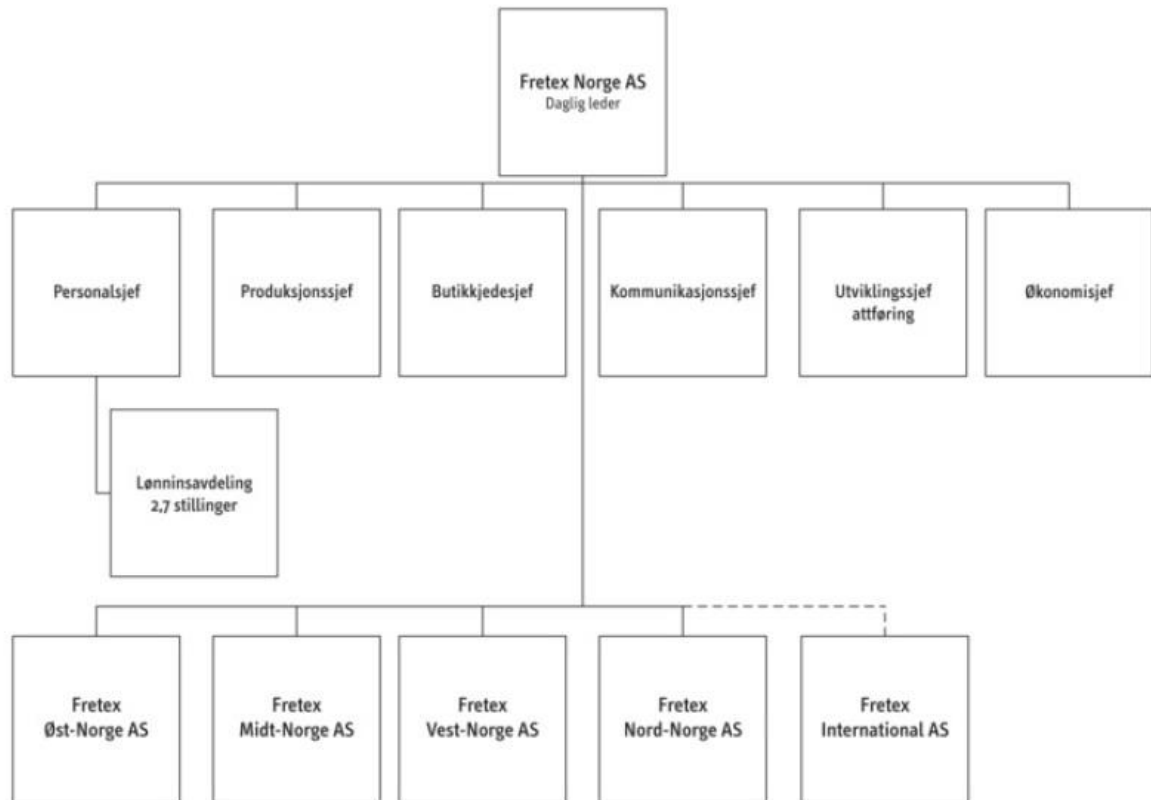 Fretex Norge AS
Daglig leder
Personalsjef
Produksjonssjef
Butikkjedesjef
Kommunikasjonssjef
Utviklingssjef
attføring
Økonomisjef
Lønninsavdeling
2,7 stillinger
Fretex
Øst-Norge AS
Fretex
Midt-Norge AS
Fretex
Vest-Norge AS
Fretex
Nord-Norge AS
Fretex
International AS